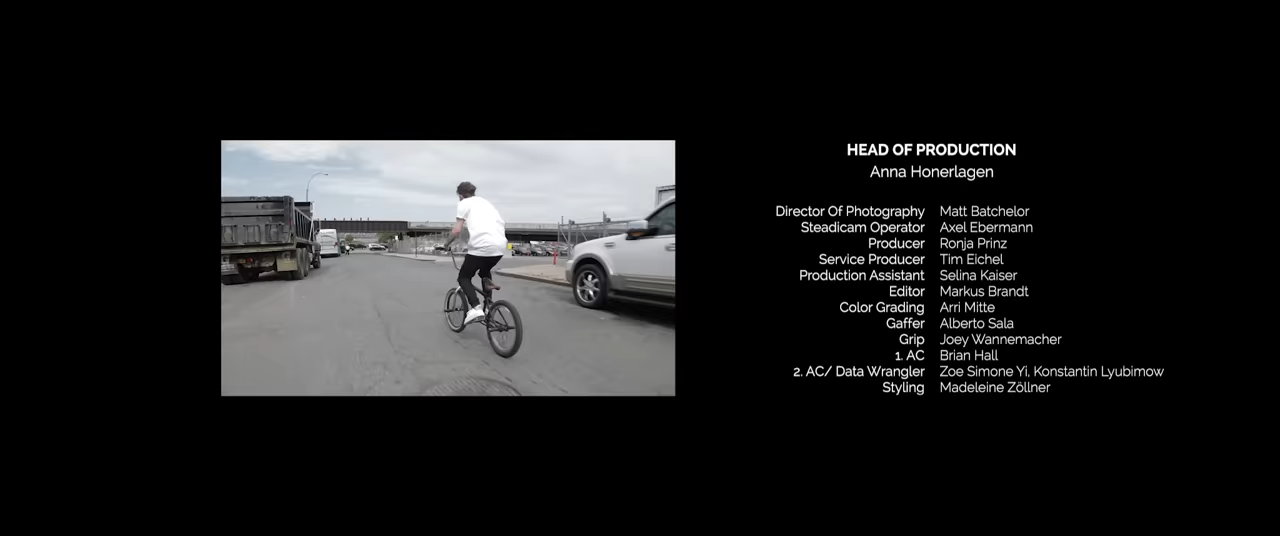 HEAD OF PRODUCTION
Anna Honerlagen
Director Of Photography Matt Batchelor
Steadicam Operator Axel Ebermann
Producer Ronja Prinz
Service Producer Tim Eichel
Production Assistant Selina Kaiser
Editor Markus Brandt
Color Grading Arri Mitte
Gaffer Alberto Sala
Grip Joey Wannemacher
1. AC Brian Hall
2. AC/ Data Wrangler Zoe Simone Yi, Konstantin Lyubimow
Styling Madeleine Zöllner